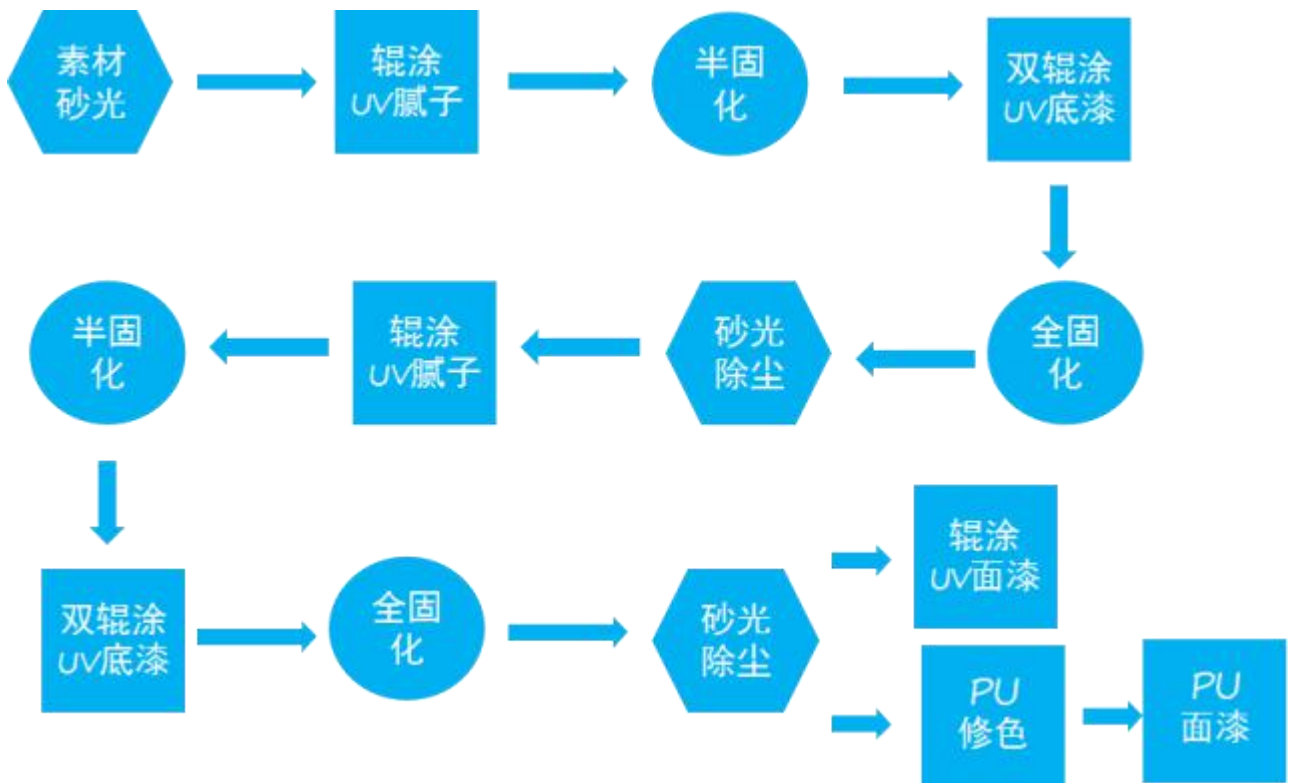 素材
砂光
辊涂
UV腻子
半固
化
双辊涂
UV底漆
全固
化
砂光
除尘
辊涂
UV腻子
半固
化
双辊涂
UV底漆
全固
化
砂光
除尘
辊涂
UV面漆
PU
修色
PU
面漆